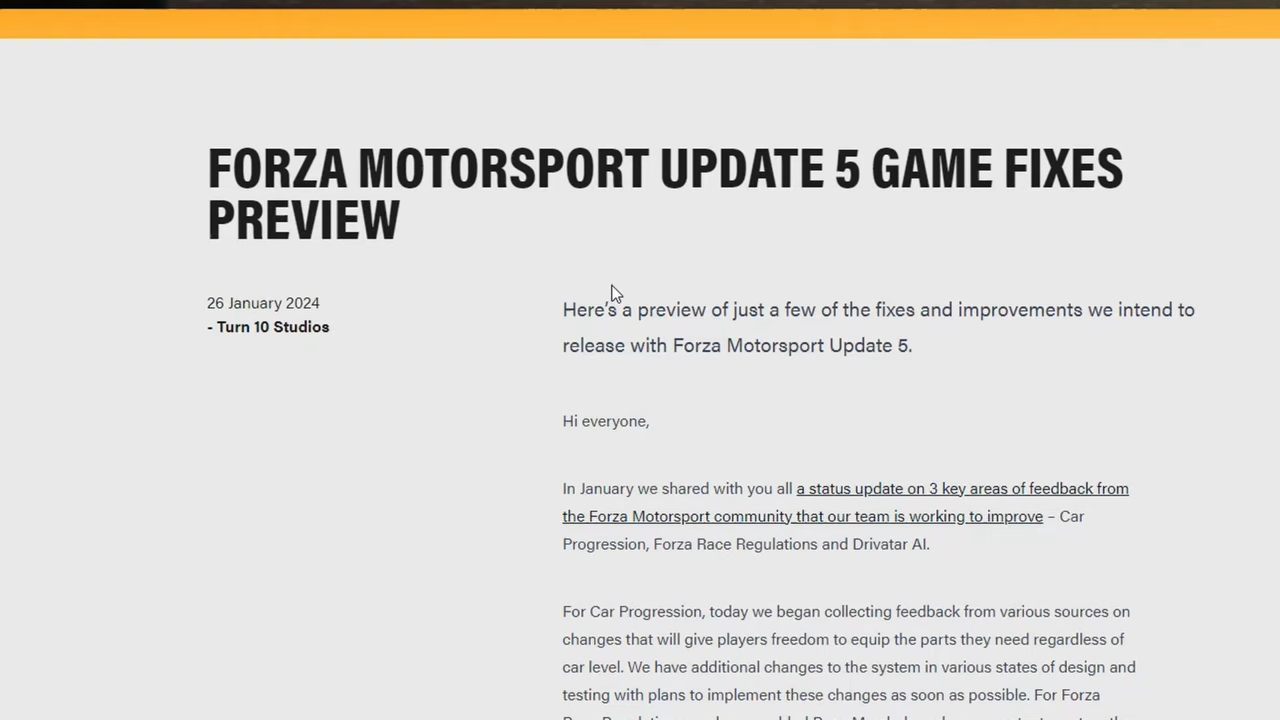 FORZA MOTORSPORT UPDATE 5 GAME FIXES
PREVIEW
26 January 2024
- Turn 10 Studios
Here's a preview of just a few of the fixes and improvements we intend to
release with Forza Motorsport Update 5.
Hi everyone,
In January we shared with you all a status update on 3 key areas of feedback from
the Forza Motorsport community that our team is working to improve – Car
Progression, Forza Race Regulations and Drivatar AI.
For Car Progression, today we began collecting feedback from various sources on
changes that will give players freedom to equip the parts they need regardless of
car level. We have additional changes to the system in various states of design and
testing with plans to implement these changes as soon as possible. For Forza